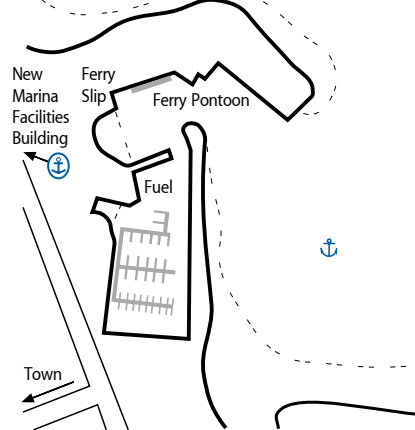 New
Marina
Facilities
Building
Ferry
Slip
Ferry Pontoon
Fuel
Town